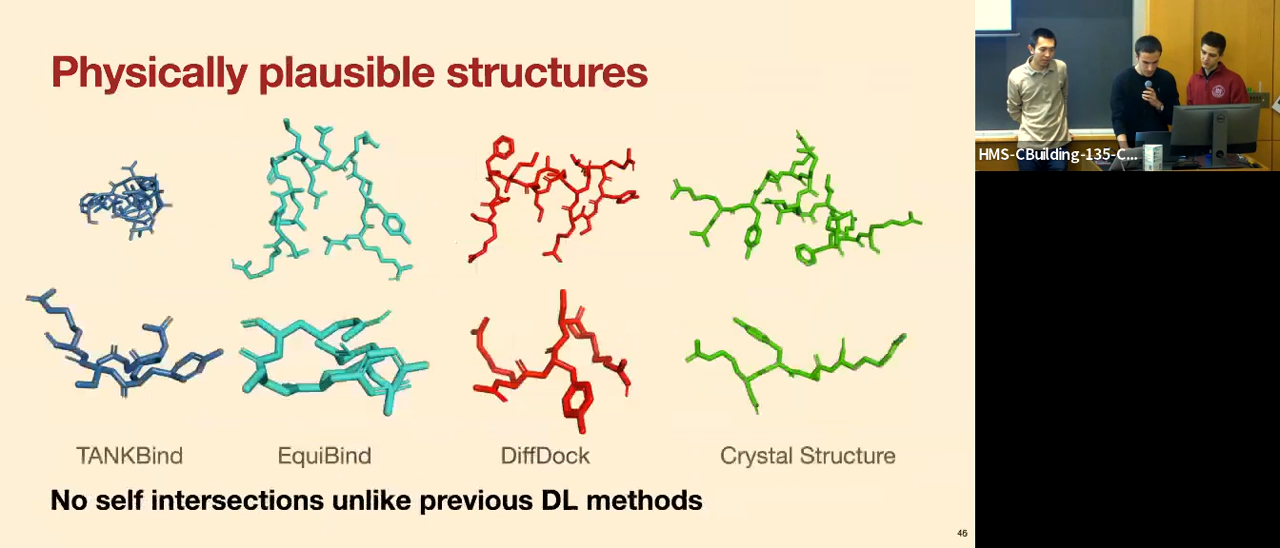 Physically plausible structures
HMS-CBuilding-135-C...
TANKBind
EquiBind
DiffDock
Crystal Structure
No self intersections unlike previous DL methods
46